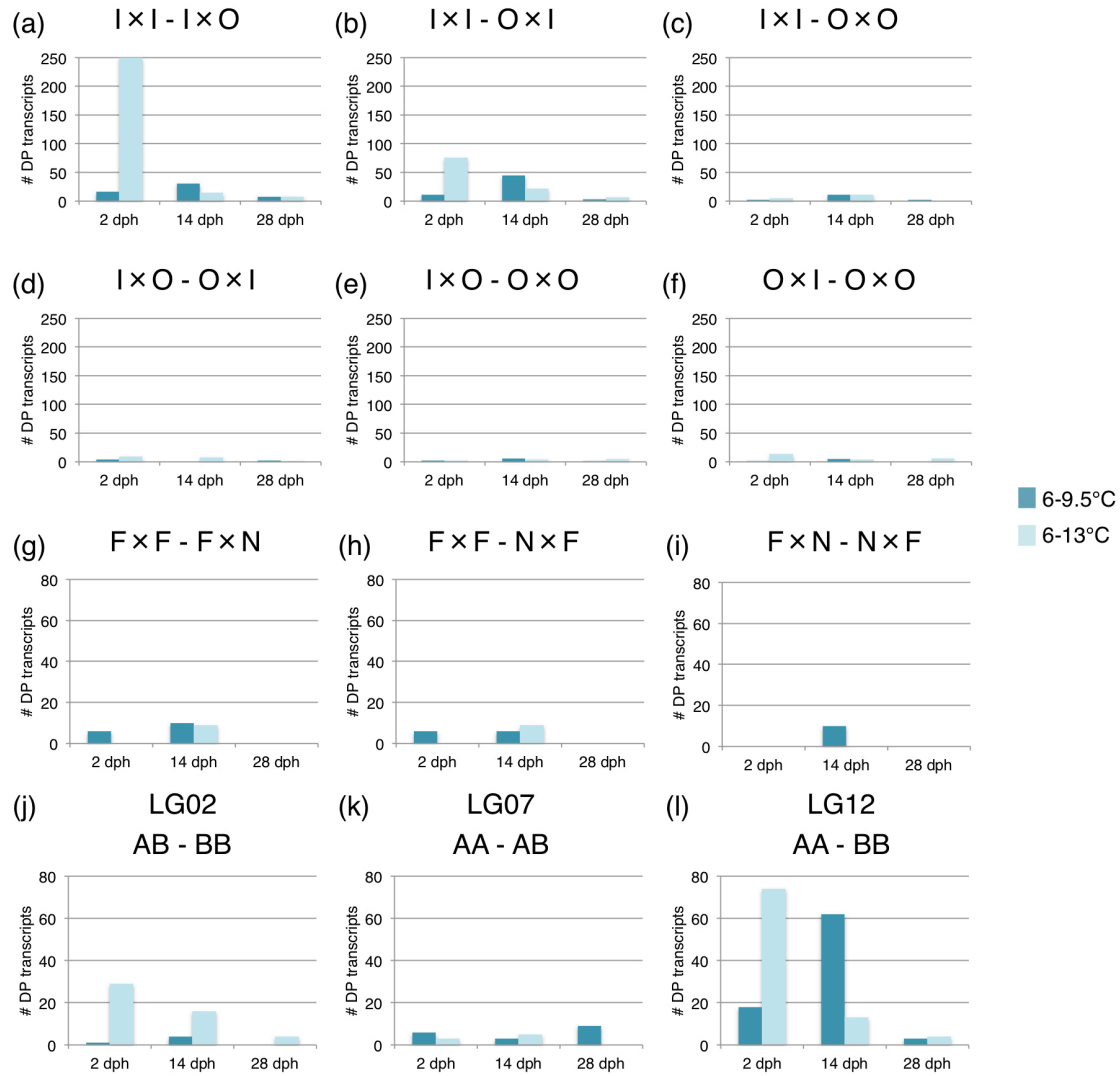 (a) I × I - I × O
# DP transcripts
250
200
150
100
50
0
2 dph 14 dph 28 dph
(b) I × I - O × I
# DP transcripts
250
200
150
100
50
0
2 dph 14 dph 28 dph
(c) I × I - O × O
# DP transcripts
250
200
150
100
50
0
2 dph 14 dph 28 dph
(d) I × O - O × I
# DP transcripts
250
200
150
100
50
0
2 dph 14 dph 28 dph
(e) I × O - O × O
# DP transcripts
250
200
150
100
50
0
2 dph 14 dph 28 dph
(f) O × I - O × O
# DP transcripts
250
200
150
100
50
0
2 dph 14 dph 28 dph
6-9.5°C
6-13°C
(g) F × F - F × N
# DP transcripts
80
60
40
20
0
2 dph 14 dph 28 dph
(h) F × F - N × F
# DP transcripts
80
60
40
20
0
2 dph 14 dph 28 dph
(i) F × N - N × F
# DP transcripts
80
60
40
20
0
2 dph 14 dph 28 dph
(j) LG02
AB - BB
# DP transcripts
80
60
40
20
0
2 dph 14 dph 28 dph
(k) LG07
AA - AB
# DP transcripts
80
60
40
20
0
2 dph 14 dph 28 dph
(l) LG12
AA - BB
# DP transcripts
80
60
40
20
0
2 dph 14 dph 28 dph